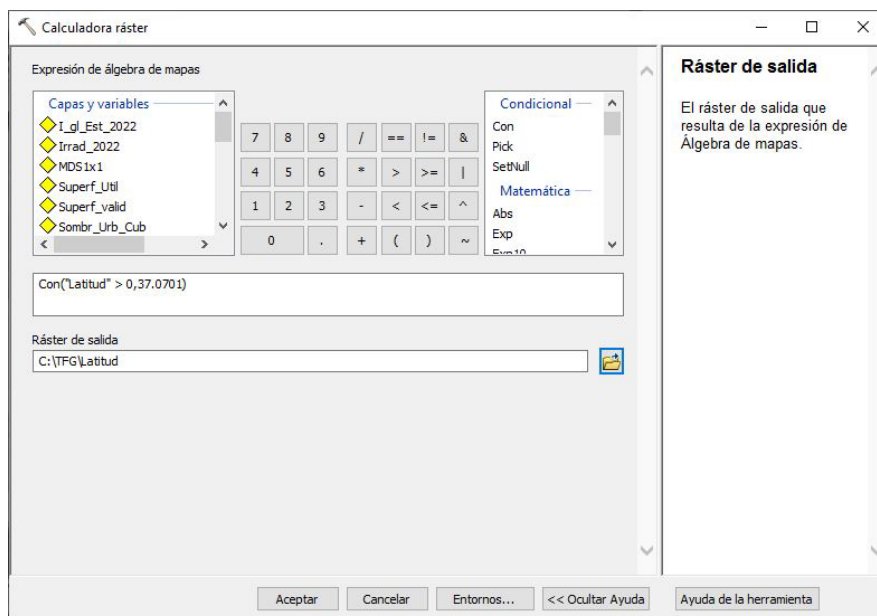 Calculadora ráster
Expresión de álgebra de mapas
Capas y variables
I_gl_Est_2022
Irrad_2022
MDS1x1
Superf_Util
Superf_valid
Sombr_Urb_Cub
7 8 9 / == != &
4 5 6 * > >= |
1 2 3 - < <= ^
0 . + ( ) ~
Condicional
Con
Pick
SetNull
Matemática
Abs
Exp
Exp10
Con("Latitud" > 0,37.0701)
Ráster de salida
C:\TFG\Latitud
Ráster de salida
El ráster de salida que
resulta de la expresión de
Álgebra de mapas.
Aceptar
Cancelar
Entornos...
<< Ocultar Ayuda
Ayuda de la herramienta